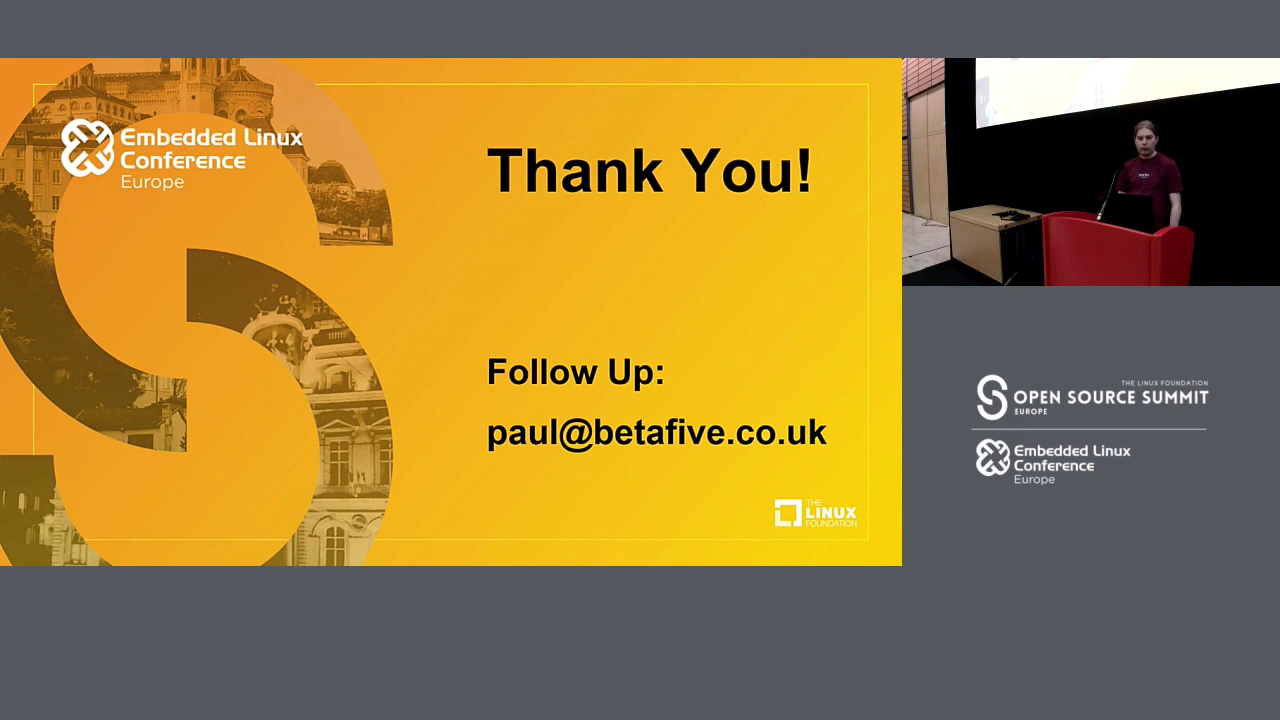 Embedded Linux
Conference
Europe
Thank You!
Follow Up:
paul@betafive.co.uk
THE
LINUX
FOUNDATION
THE LINUX FOUNDATION
OPEN SOURCE SUMMIT
EUROPE
Embedded Linux
Conference
Europe